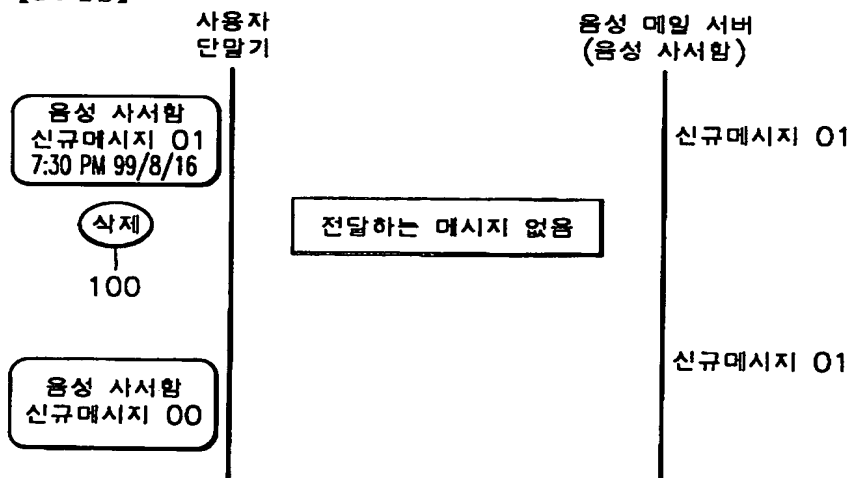 사용자
단말기
음성 메일 서버
(음성 사서함)
음성 사서함
신규메시지 01
7:30 PM 99/8/16
신규메시지 01
삭제
전달하는 메시지 없음
100
신규메시지 01
음성 사서함
신규메시지 00